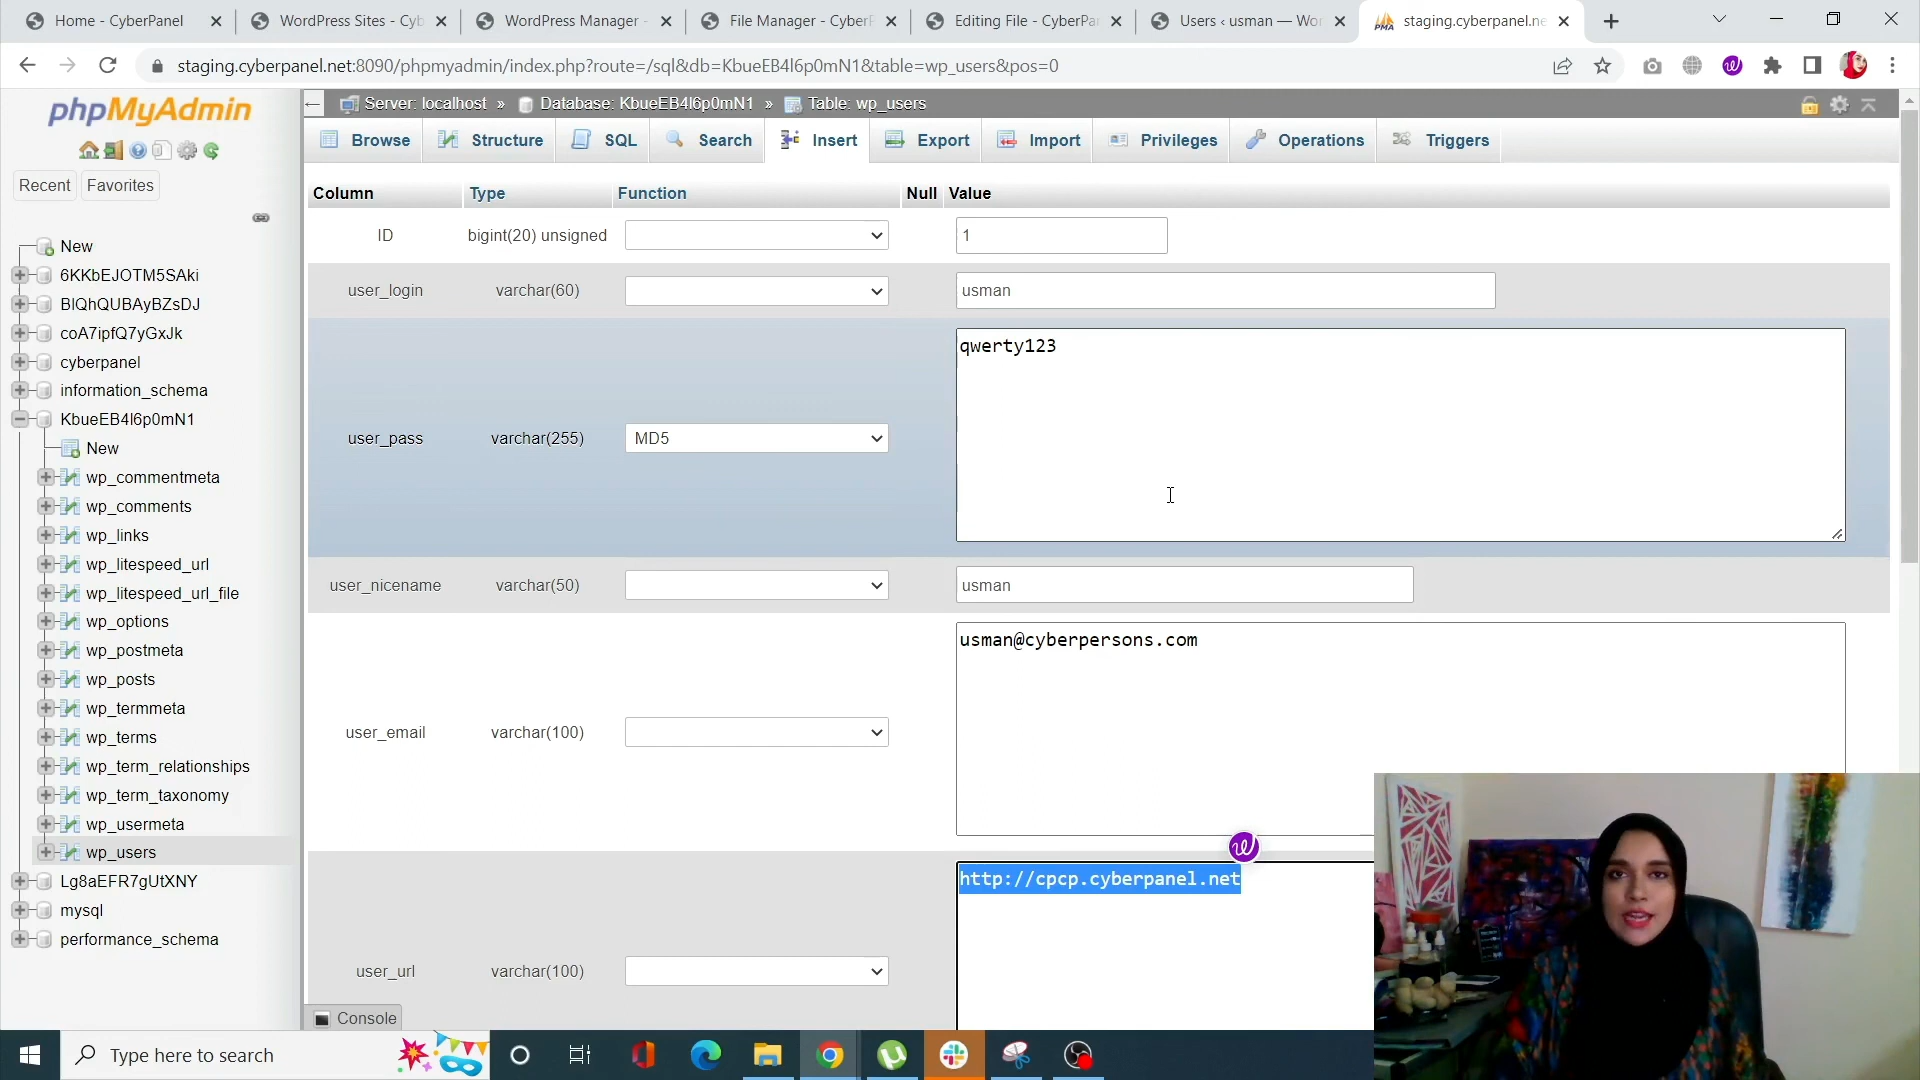 Home - CyberPanel
WordPress Sites - Cyb
WordPress Manager -
File Manager - CyberP
Editing File - CyberPa
Users ‹ usman — Wor
PMA
staging.cyberpanel.ne
staging.cyberpanel.net:8090/phpmyadmin/index.php?route=/sql&db=KbueEB4l6p0mN1&table=wp_users&pos=0
phpMyAdmin
Server: localhost » Database: KbueEB4l6p0mN1 » Table: wp_users
Browse
Structure
SQL
Search
Insert
Export
Import
Privileges
Operations
Triggers
Recent
Favorites
New
6KKbEJOTM5SAki
BlQhQUBAyBZsDJ
coA7ipfQ7yGxJk
cyberpanel
information_schema
KbueEB4l6p0mN1
New
wp_commentmeta
wp_comments
wp_links
wp_litespeed_url
wp_litespeed_url_file
wp_options
wp_postmeta
wp_posts
wp_termmeta
wp_terms
wp_term_relationships
wp_term_taxonomy
wp_usermeta
wp_users
Lg8aEFR7gUtXNY
mysql
performance_schema
Column Type Function Null Value
ID bigint(20) unsigned 1
user_login varchar(60) usman
user_pass varchar(255) MD5 qwerty123
user_nicename varchar(50) usman
user_email varchar(100) usman@cyberpersons.com
user_url varchar(100) http://cpcp.cyberpanel.net
Console
Type here to search